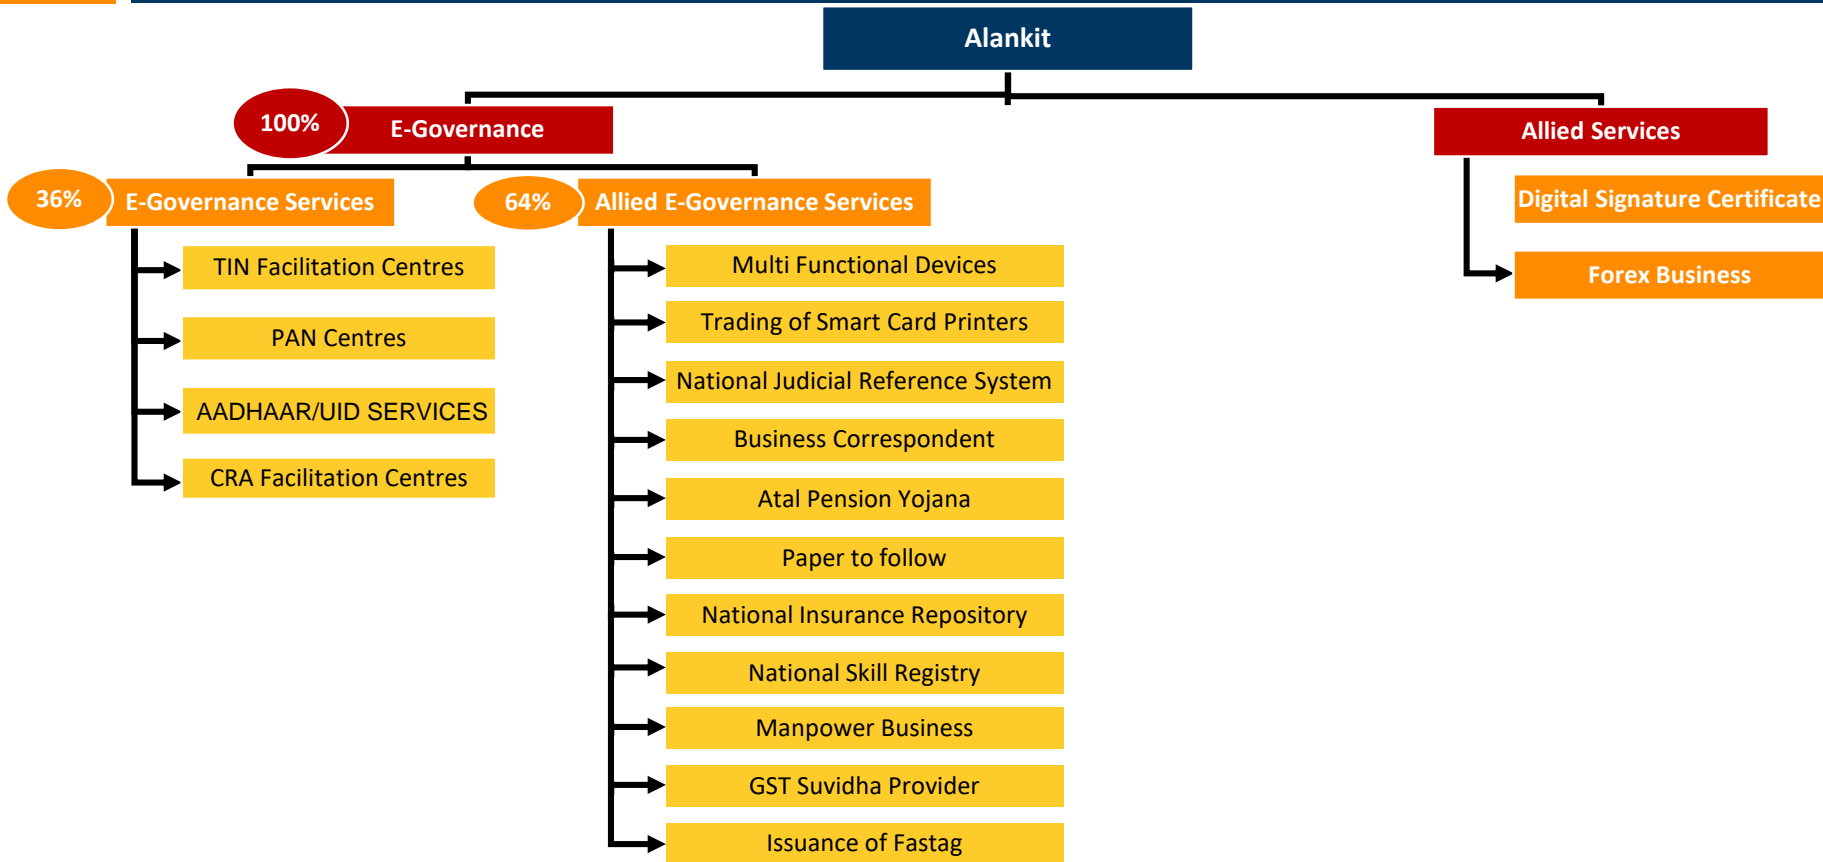 Alankit
100%
E-Governance
Allied Services
36%
E-Governance Services
64%
Allied E-Governance Services
Digital Signature Certificate
Forex Business
TIN Facilitation Centres
PAN Centres
AADHAAR/UID SERVICES
CRA Facilitation Centres
Multi Functional Devices
Trading of Smart Card Printers
National Judicial Reference System
Business Correspondent
Atal Pension Yojana
Paper to follow
National Insurance Repository
National Skill Registry
Manpower Business
GST Suvidha Provider
Issuance of Fastag